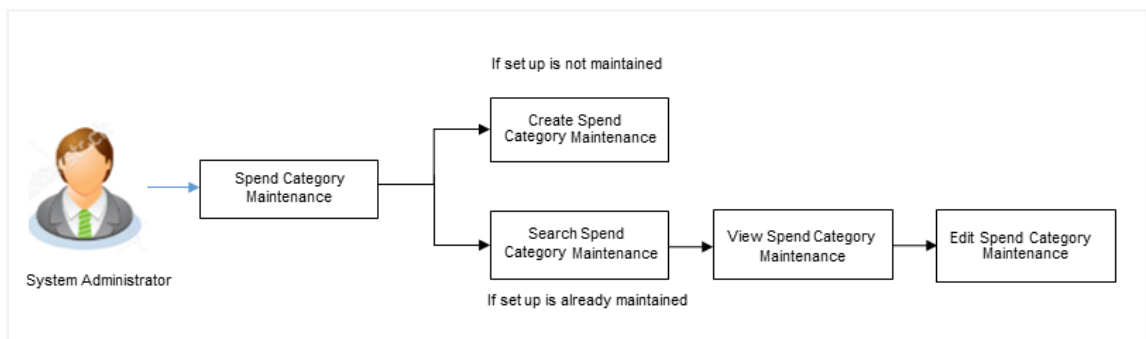 If set up is not maintained
Create Spend
Category Maintenance
Spend Category
Maintenance
Search Spend
Category Maintenance
View Spend Category
Maintenance
Edit Spend Category
Maintenance
System Administrator
If set up is already maintained